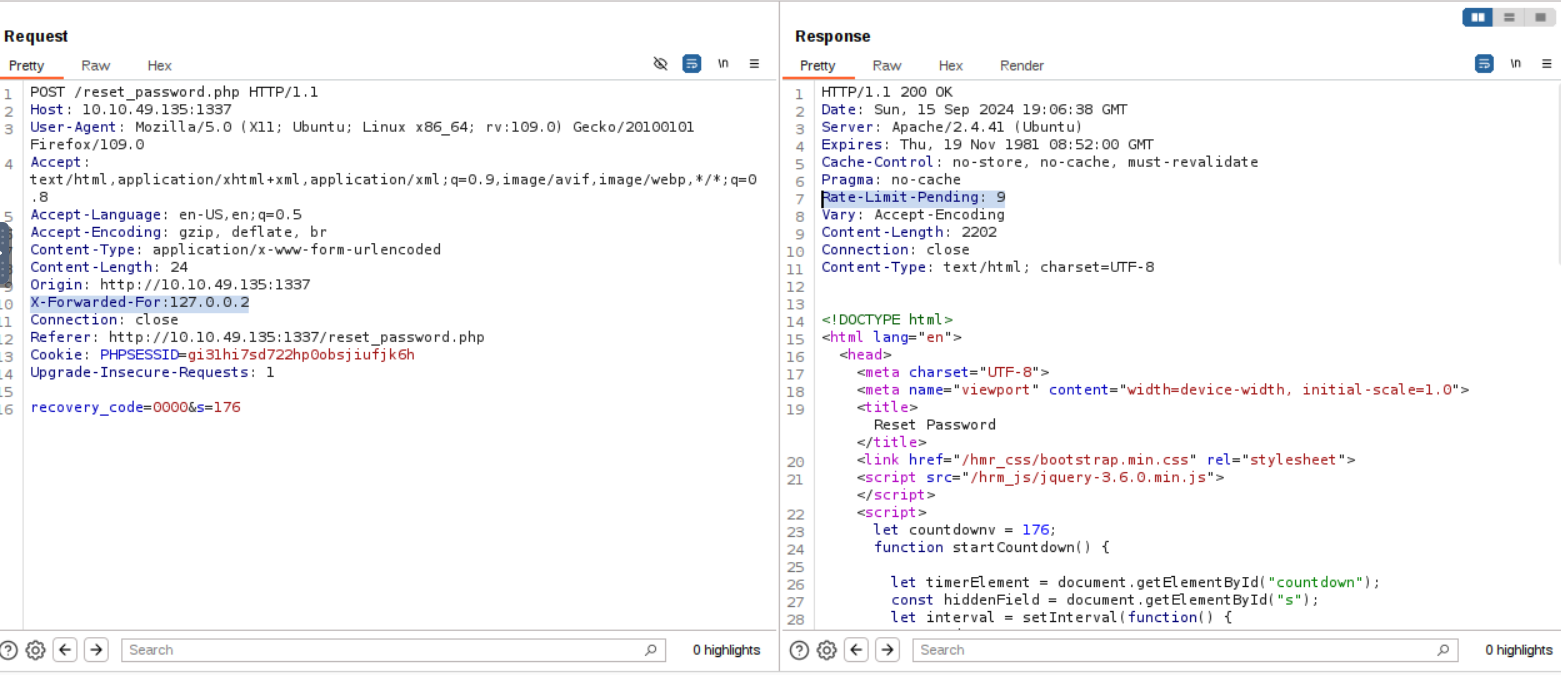 Request
Pretty Raw Hex \n
1 POST /reset_password.php HTTP/1.1
2 Host: 10.10.49.135:1337
3 User-Agent: Mozilla/5.0 (X11; Ubuntu; Linux x86_64; rv:109.0) Gecko/20100101
Firefox/109.0
4 Accept:
text/html,application/xhtml+xml,application/xml;q=0.9,image/avif,image/webp,*/*;q=0
.8
5 Accept-Language: en-US,en;q=0.5
Accept-Encoding: gzip, deflate, br
Content-Type: application/x-www-form-urlencoded
Content-Length: 24
9 Origin: http://10.10.49.135:1337
10 X-Forwarded-For:127.0.0.2
11 Connection: close
12 Referer: http://10.10.49.135:1337/reset_password.php
13 Cookie: PHPSESSID=gi31hi7sd722hp0obsjiufjk6h
14 Upgrade-Insecure-Requests: 1
15
16 recovery_code=0000&s=176
Search 0 highlights
Response
Pretty Raw Hex Render \n
1 HTTP/1.1 200 OK
2 Date: Sun, 15 Sep 2024 19:06:38 GMT
3 Server: Apache/2.4.41 (Ubuntu)
4 Expires: Thu, 19 Nov 1981 08:52:00 GMT
5 Cache-Control: no-store, no-cache, must-revalidate
6 Pragma: no-cache
7 Rate-Limit-Pending: 9
8 Vary: Accept-Encoding
9 Content-Length: 2202
10 Connection: close
11 Content-Type: text/html; charset=UTF-8
12
13
14 <!DOCTYPE html>
15 <html lang="en">
16 <head>
17 <meta charset="UTF-8">
18 <meta name="viewport" content="width=device-width, initial-scale=1.0">
19 <title>
Reset Password
</title>
20 <link href="/hmr_css/bootstrap.min.css" rel="stylesheet">
21 <script src="/hrm_js/jquery-3.6.0.min.js">
</script>
22 <script>
23 let countdownv = 176;
24 function startCountdown() {
25
26 let timerElement = document.getElementById("countdown");
27 const hiddenField = document.getElementById("s");
28 let interval = setInterval(function() {
Search 0 highlights